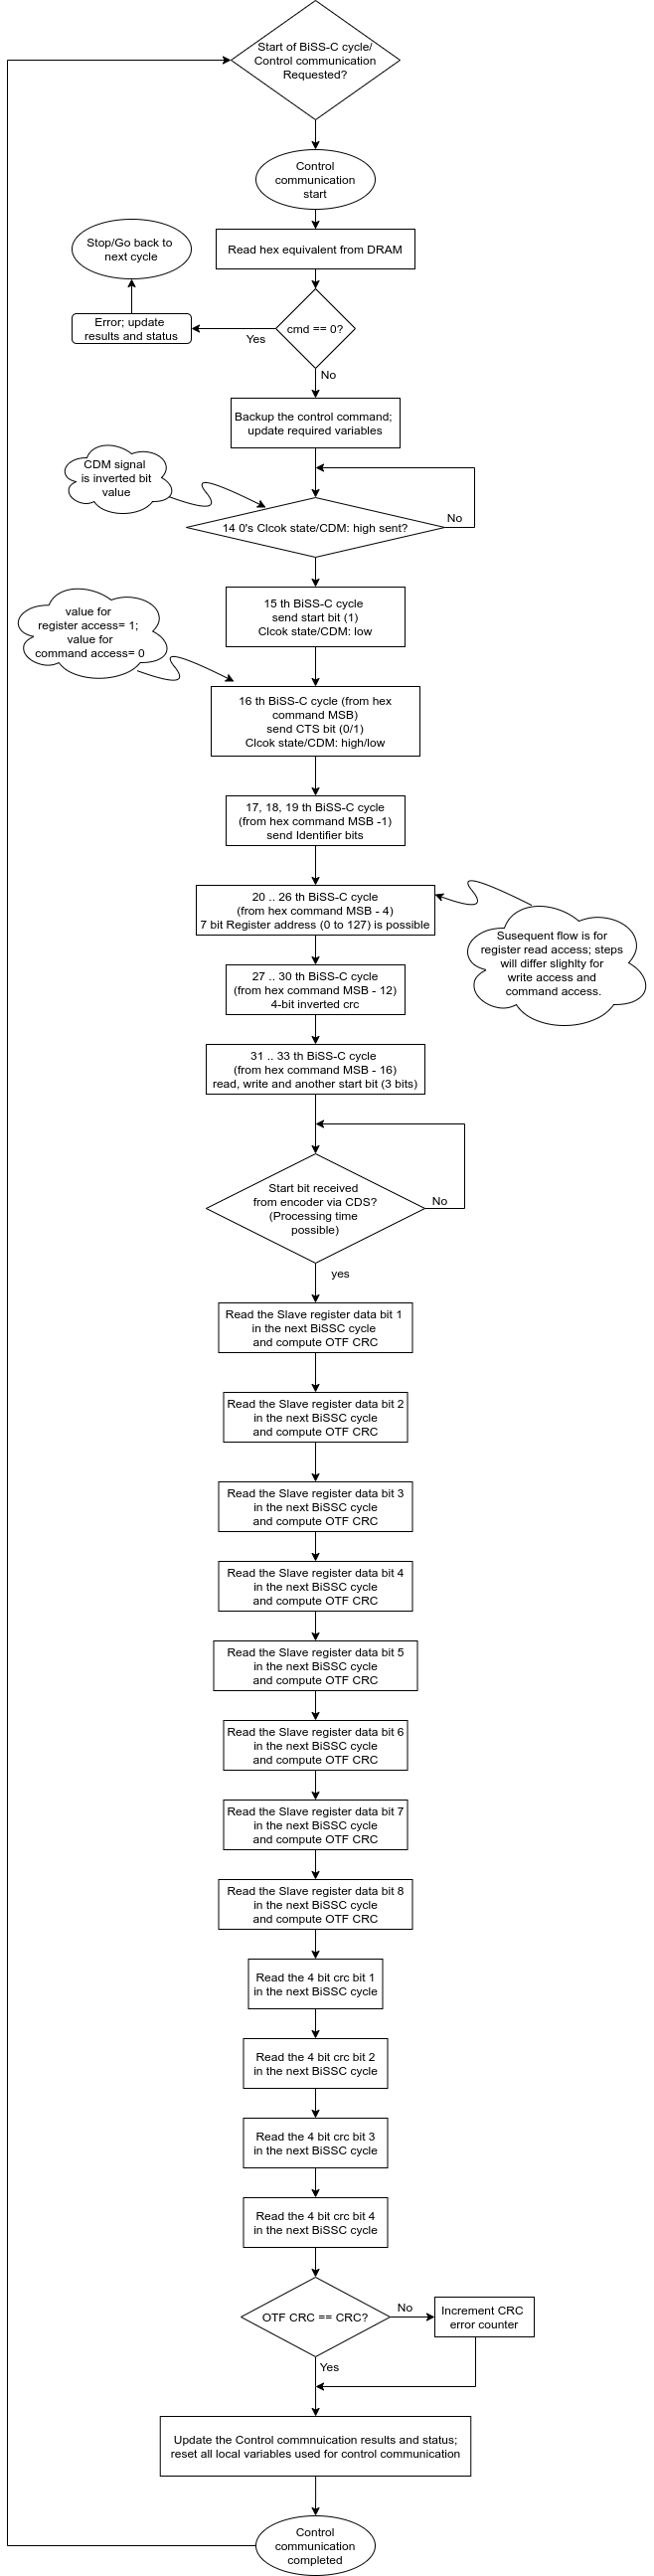 Start of BiSS-C cycle/
Control communication
Requested?
Control
communication
start
Read hex equivalent from DRAM
Stop/Go back to
next cycle
Error; update
results and status
Yes
cmd == 0?
No
Backup the control command;
update required variables
CDM signal
is inverted bit
value
14 0's Clcok state/CDM: high sent?
No
15 th BiSS-C cycle
send start bit (1)
Clcok state/CDM: low
value for
register access= 1;
value for
command access= 0
16 th BiSS-C cycle (from hex
command MSB)
send CTS bit (0/1)
Clcok state/CDM: high/low
17, 18, 19 th BiSS-C cycle
(from hex command MSB -1)
send Identifier bits
20 .. 26 th BiSS-C cycle
(from hex command MSB - 4)
7 bit Register address (0 to 127) is possible
Susequent flow is for
register read access; steps
will differ slighlty for
write access and
command access.
27 .. 30 th BiSS-C cycle
(from hex command MSB - 12)
4-bit inverted crc
31 .. 33 th BiSS-C cycle
(from hex command MSB - 16)
read, write and another start bit (3 bits)
Start bit received
from encoder via CDS?
(Processing time
possible)
No
yes
Read the Slave register data bit 1
in the next BiSSC cycle
and compute OTF CRC
Read the Slave register data bit 2
in the next BiSSC cycle
and compute OTF CRC
Read the Slave register data bit 3
in the next BiSSC cycle
and compute OTF CRC
Read the Slave register data bit 4
in the next BiSSC cycle
and compute OTF CRC
Read the Slave register data bit 5
in the next BiSSC cycle
and compute OTF CRC
Read the Slave register data bit 6
in the next BiSSC cycle
and compute OTF CRC
Read the Slave register data bit 7
in the next BiSSC cycle
and compute OTF CRC
Read the Slave register data bit 8
in the next BiSSC cycle
and compute OTF CRC
Read the 4 bit crc bit 1
in the next BiSSC cycle
Read the 4 bit crc bit 2
in the next BiSSC cycle
Read the 4 bit crc bit 3
in the next BiSSC cycle
Read the 4 bit crc bit 4
in the next BiSSC cycle
OTF CRC == CRC?
No
Increment CRC
error counter
Yes
Update the Control commnuication results and status;
reset all local variables used for control communication
Control
communication
completed